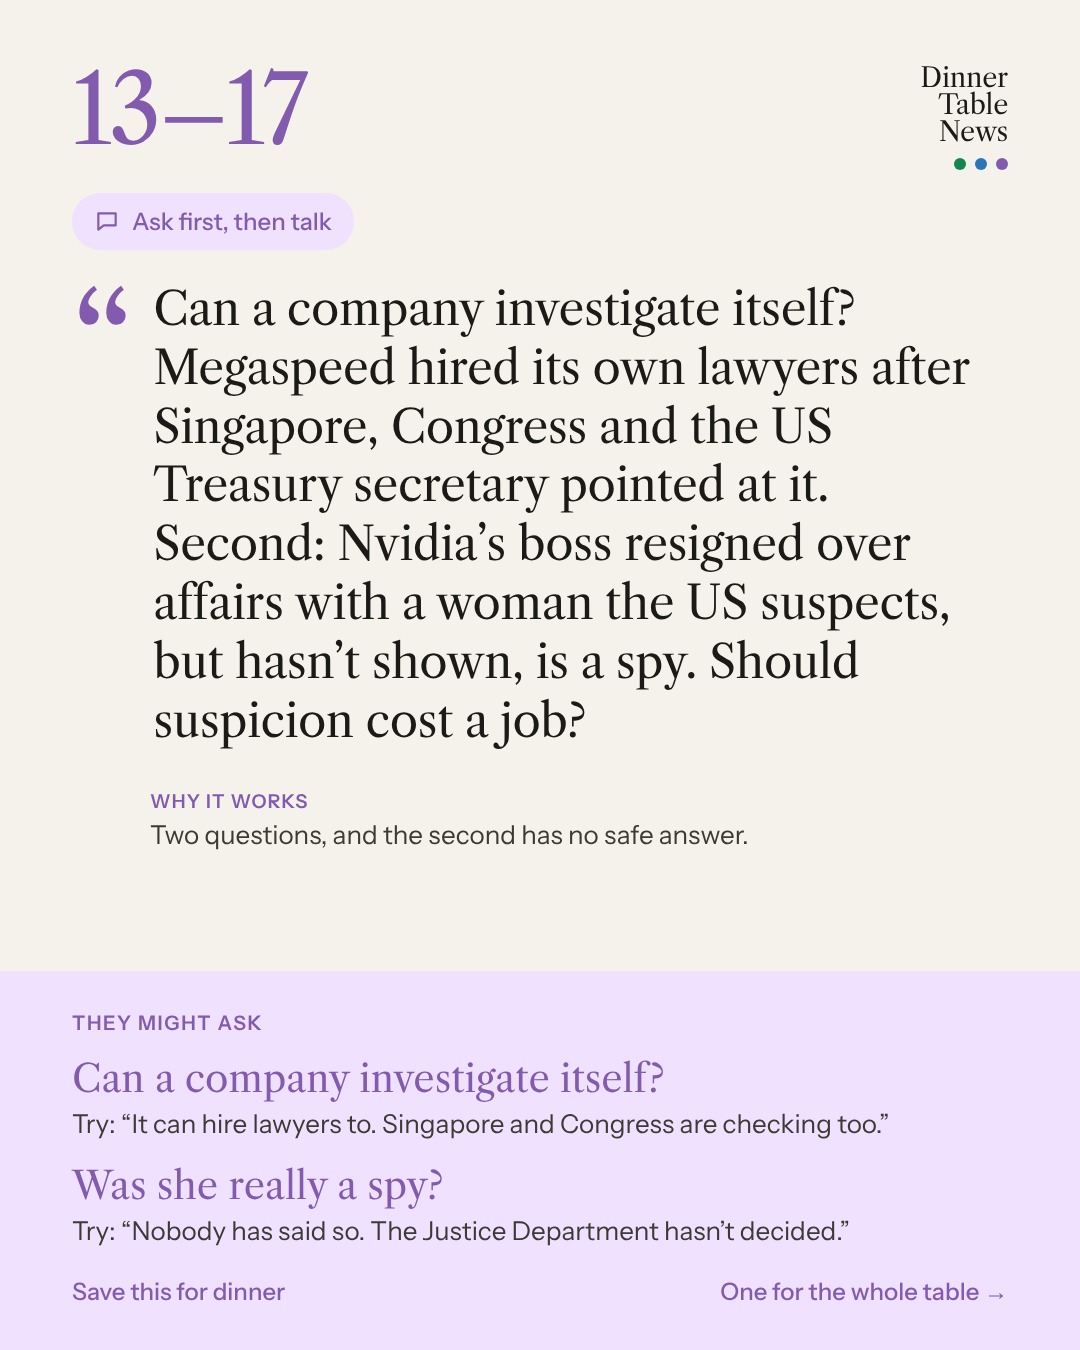 13–17
Dinner
Table
News
Ask first, then talk
“ Can a company investigate itself?
Megaspeed hired its own lawyers after
Singapore, Congress and the US
Treasury secretary pointed at it.
Second: Nvidia’s boss resigned over
affairs with a woman the US suspects,
but hasn’t shown, is a spy. Should
suspicion cost a job?
WHY IT WORKS
Two questions, and the second has no safe answer.
THEY MIGHT ASK
Can a company investigate itself?
Try: “It can hire lawyers to. Singapore and Congress are checking too.”
Was she really a spy?
Try: “Nobody has said so. The Justice Department hasn’t decided.”
Save this for dinner
One for the whole table →